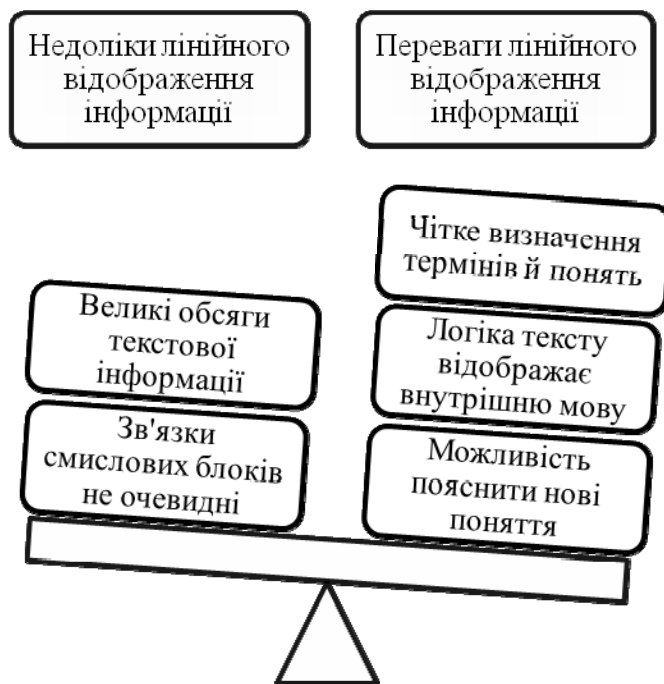 Недоліки лінійного
відображення
інформації
Переваги лінійного
відображення
інформації
Чітке визначення
термінів й понять
Великі обсяги
текстової
інформації
Логіка тексту
відображає
внутрішню мову
Зв'язки
смислових блоків
не очевидні
Можливість
пояснити нові
поняття